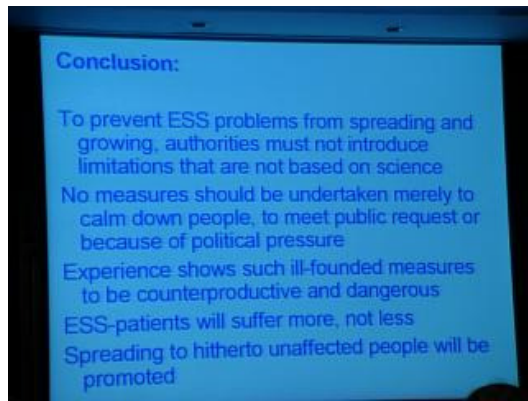 Conclusion:
To prevent ESS problems from spreading and
growing, authorities must not introduce
limitations that are not based on science
No measures should be undertaken merely to
calm down people, to meet public request or
because of political pressure
Experience shows such ill-founded measures
to be counterproductive and dangerous
ESS-patients will suffer more, not less
Spreading to hitherto unaffected people will be
promoted